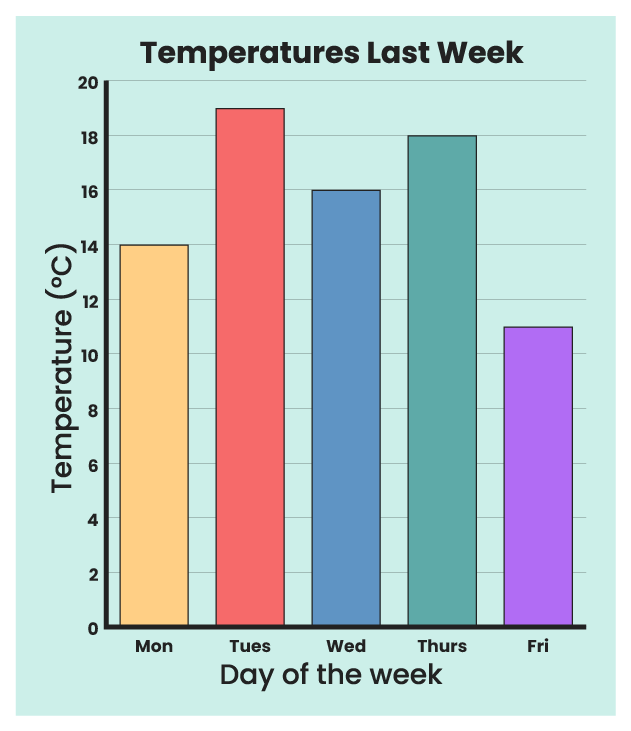 Temperatures Last Week
Temperature (°C)
20
18
16
14
12
10
8
6
4
2
0
Mon Tues Wed Thurs Fri
Day of the week